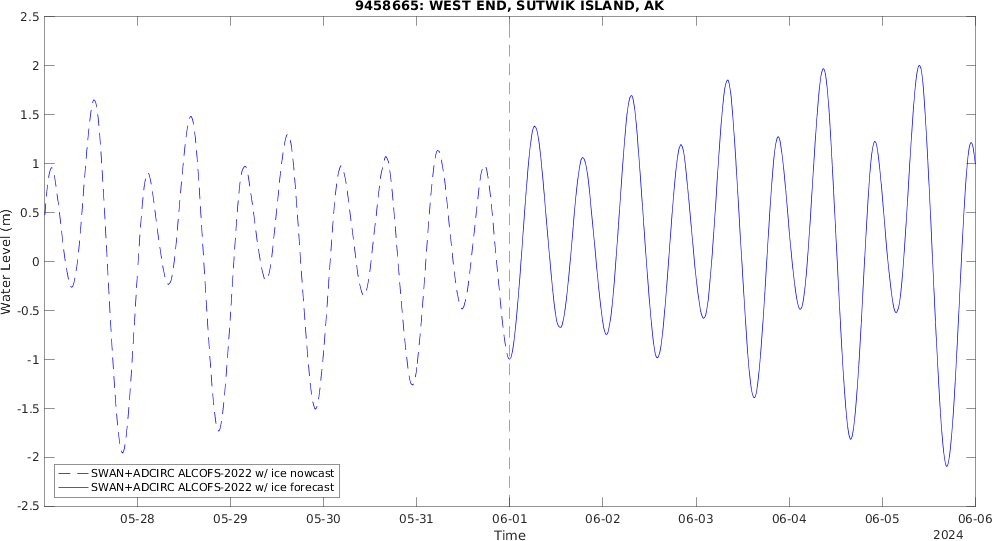 9458665: WEST END, SUTWIK ISLAND, AK
2.5
2
1.5
1
0.5
0
-0.5
-1
-1.5
-2
-2.5
Water Level (m)
SWAN+ADCIRC ALCOFS-2022 w/ ice nowcast
SWAN+ADCIRC ALCOFS-2022 w/ ice forecast
05-28 05-29 05-30 05-31 06-01 06-02 06-03 06-04 06-05 06-06
Time
2024